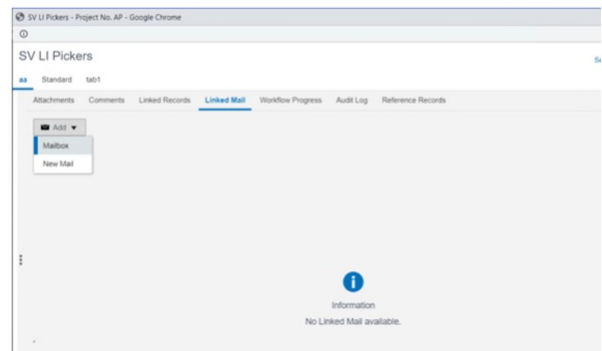 SV LI Pickers - Project No. AP - Google Chrome
SV LI Pickers
aa Standard tab1
Attachments Comments Linked Records Linked Mail Workflow Progress Audit Log Reference Records
Add
Mailbox
New Mail
Information
No Linked Mail available.